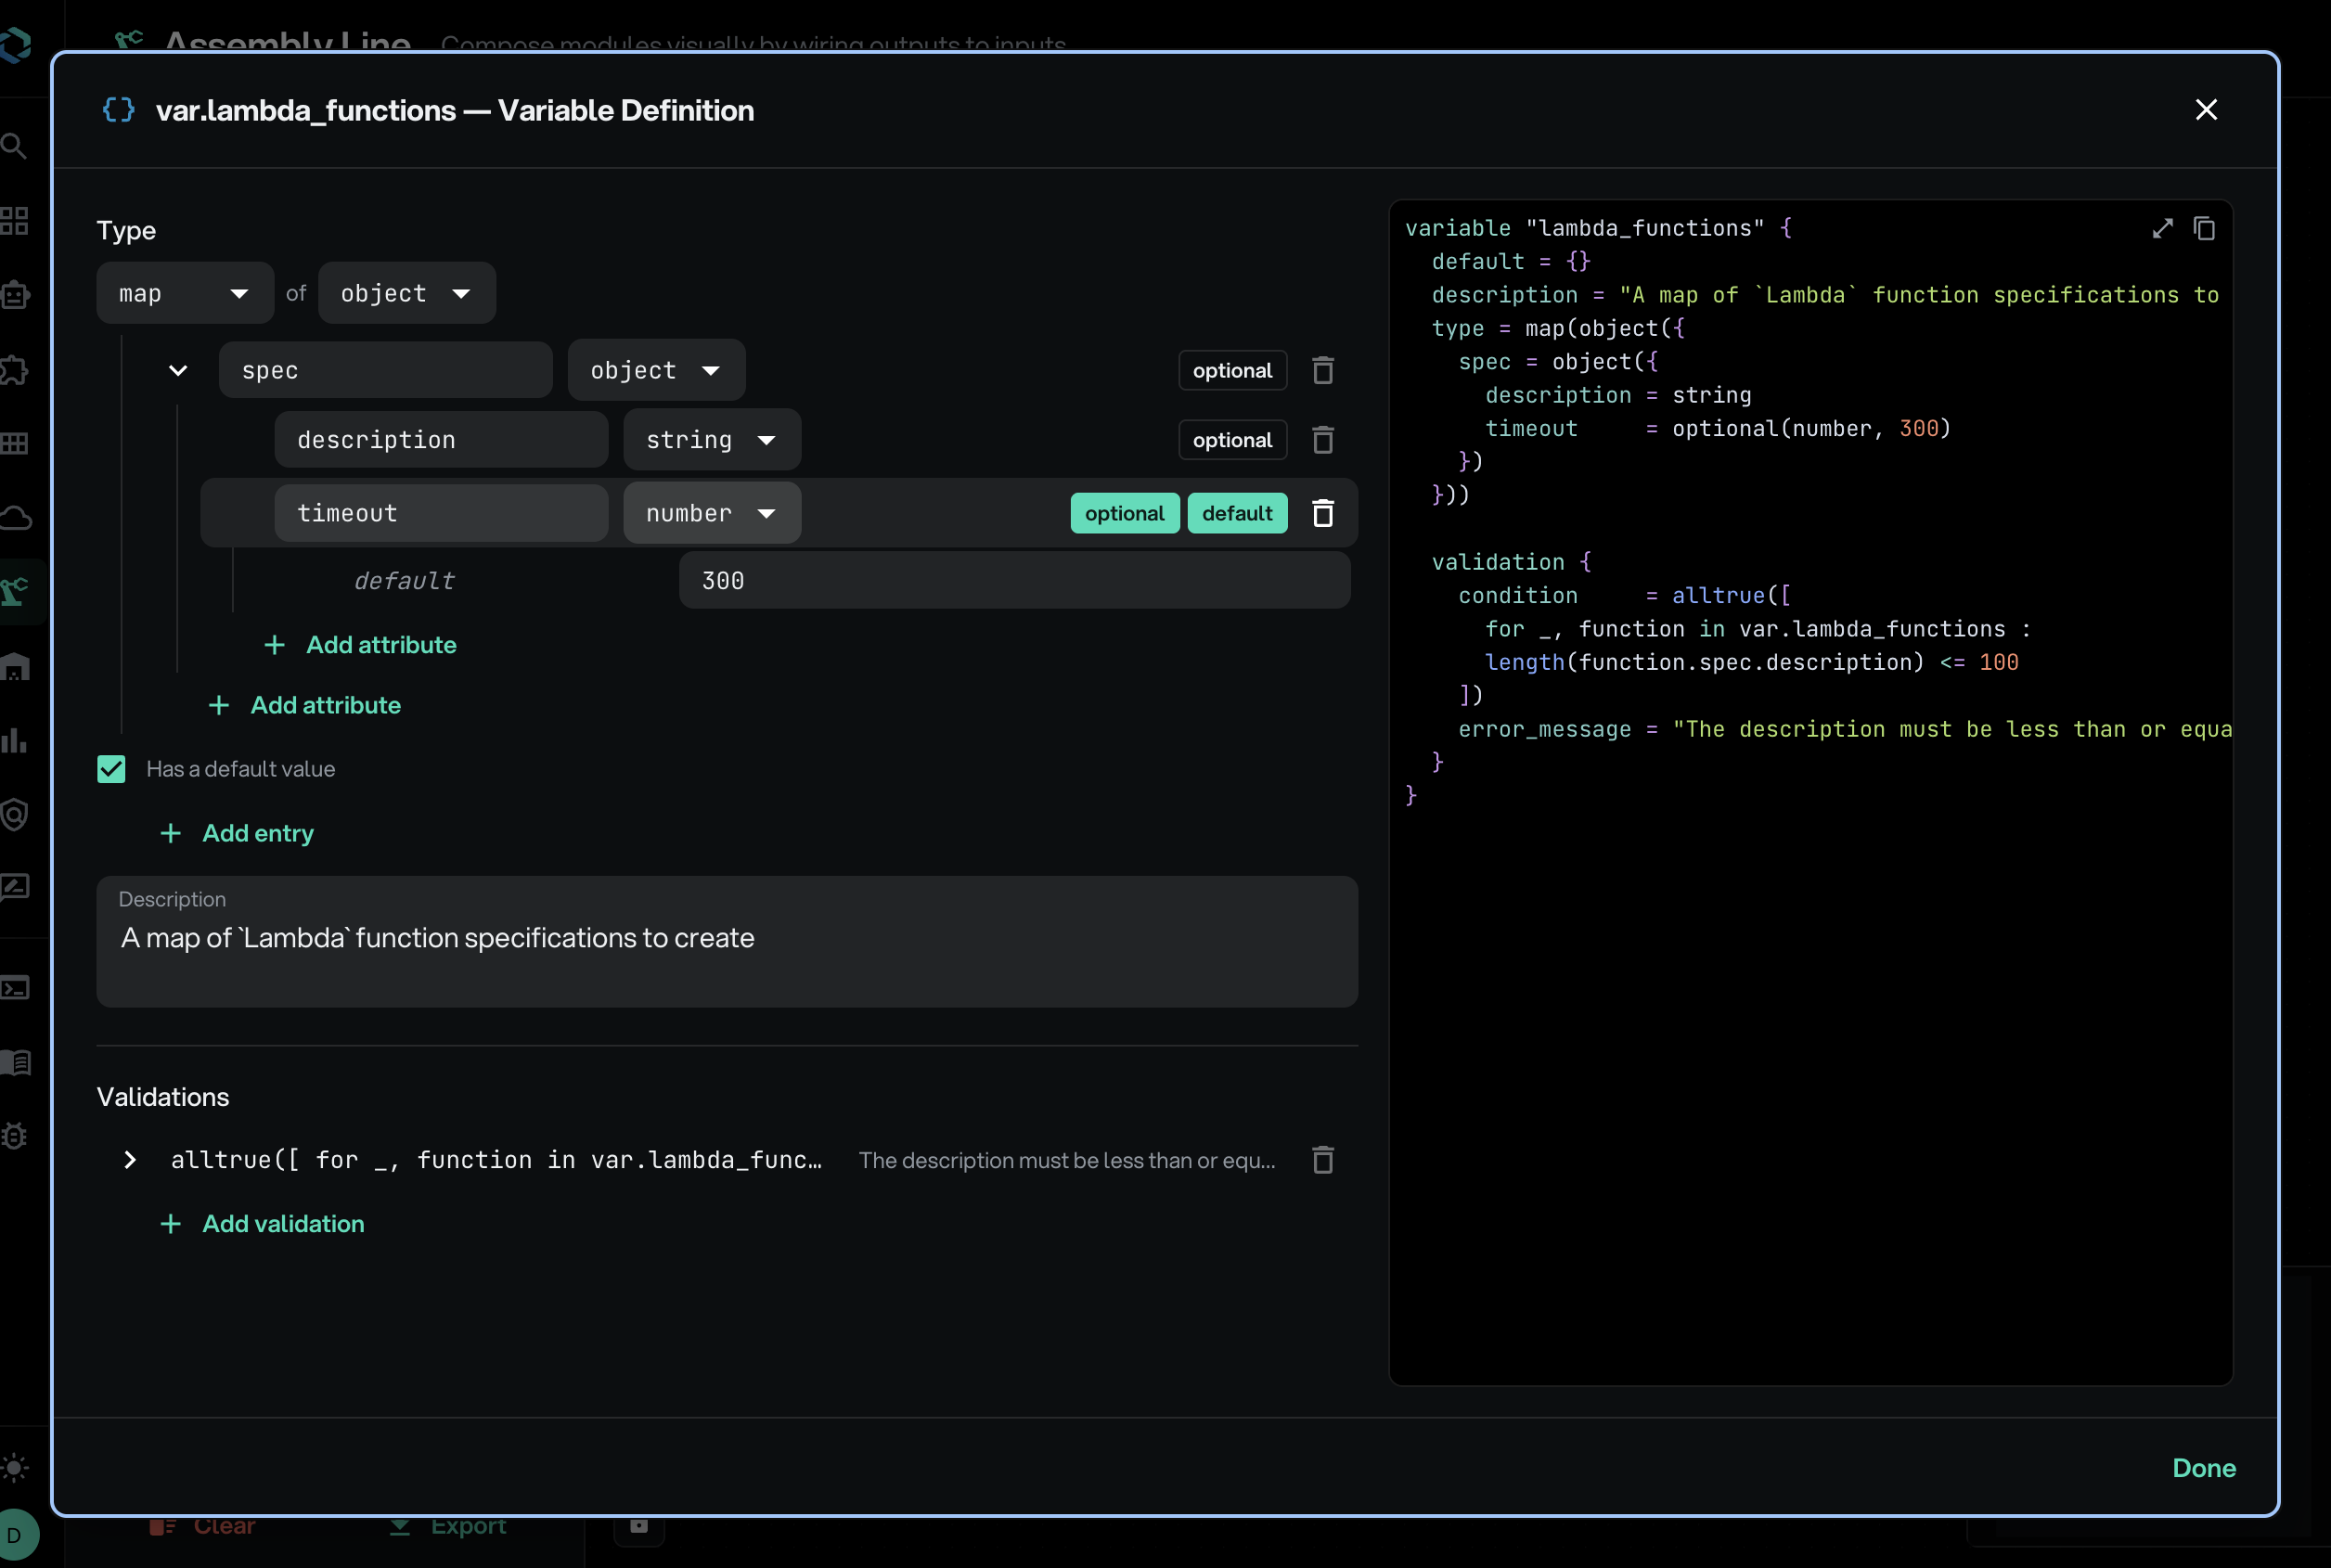 Assembly Line Compose modules visually by wiring outputs to inputs
var.lambda_functions — Variable Definition
Type
map of object
spec object optional
description string optional
timeout number optional default
default 300
Add attribute
Add attribute
Has a default value
Add entry
Description
A map of `Lambda` function specifications to create
Validations
alltrue([ for _, function in var.lambda_func… The description must be less than or equ...
Add validation
variable "lambda_functions" {
  default = {}
  description = "A map of `Lambda` function specifications to
  type = map(object({
    spec = object({
      description = string
      timeout     = optional(number, 300)
    })
  }))

  validation {
    condition     = alltrue([
      for _, function in var.lambda_functions :
      length(function.spec.description) <= 100
    ])
    error_message = "The description must be less than or equa
  }
}
Done
D
Clear
Export